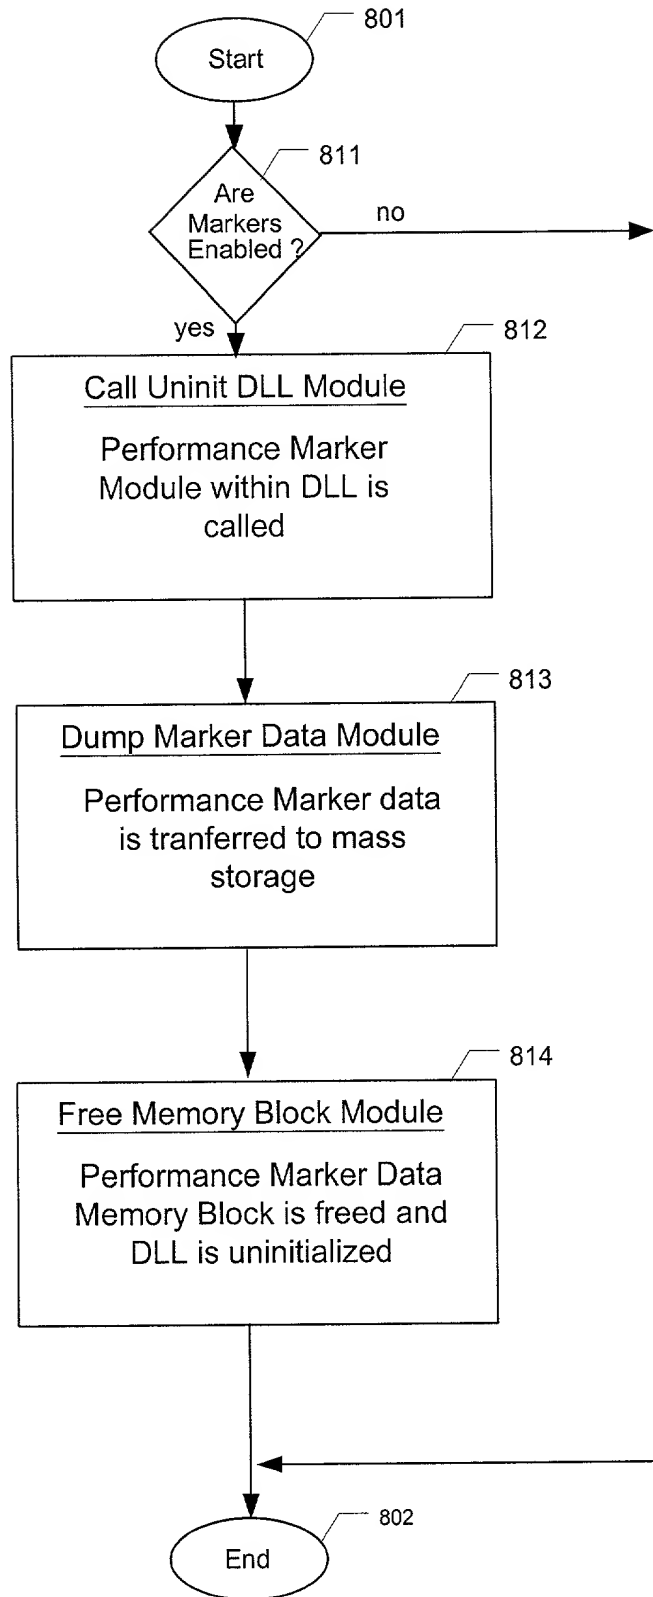 801
Start
811
Are
Markers
Enabled ?
no
yes
812
Call Uninit DLL Module
Performance Marker
Module within DLL is
called
813
Dump Marker Data Module
Performance Marker data
is tranferred to mass
storage
814
Free Memory Block Module
Performance Marker Data
Memory Block is freed and
DLL is uninitialized
802
End